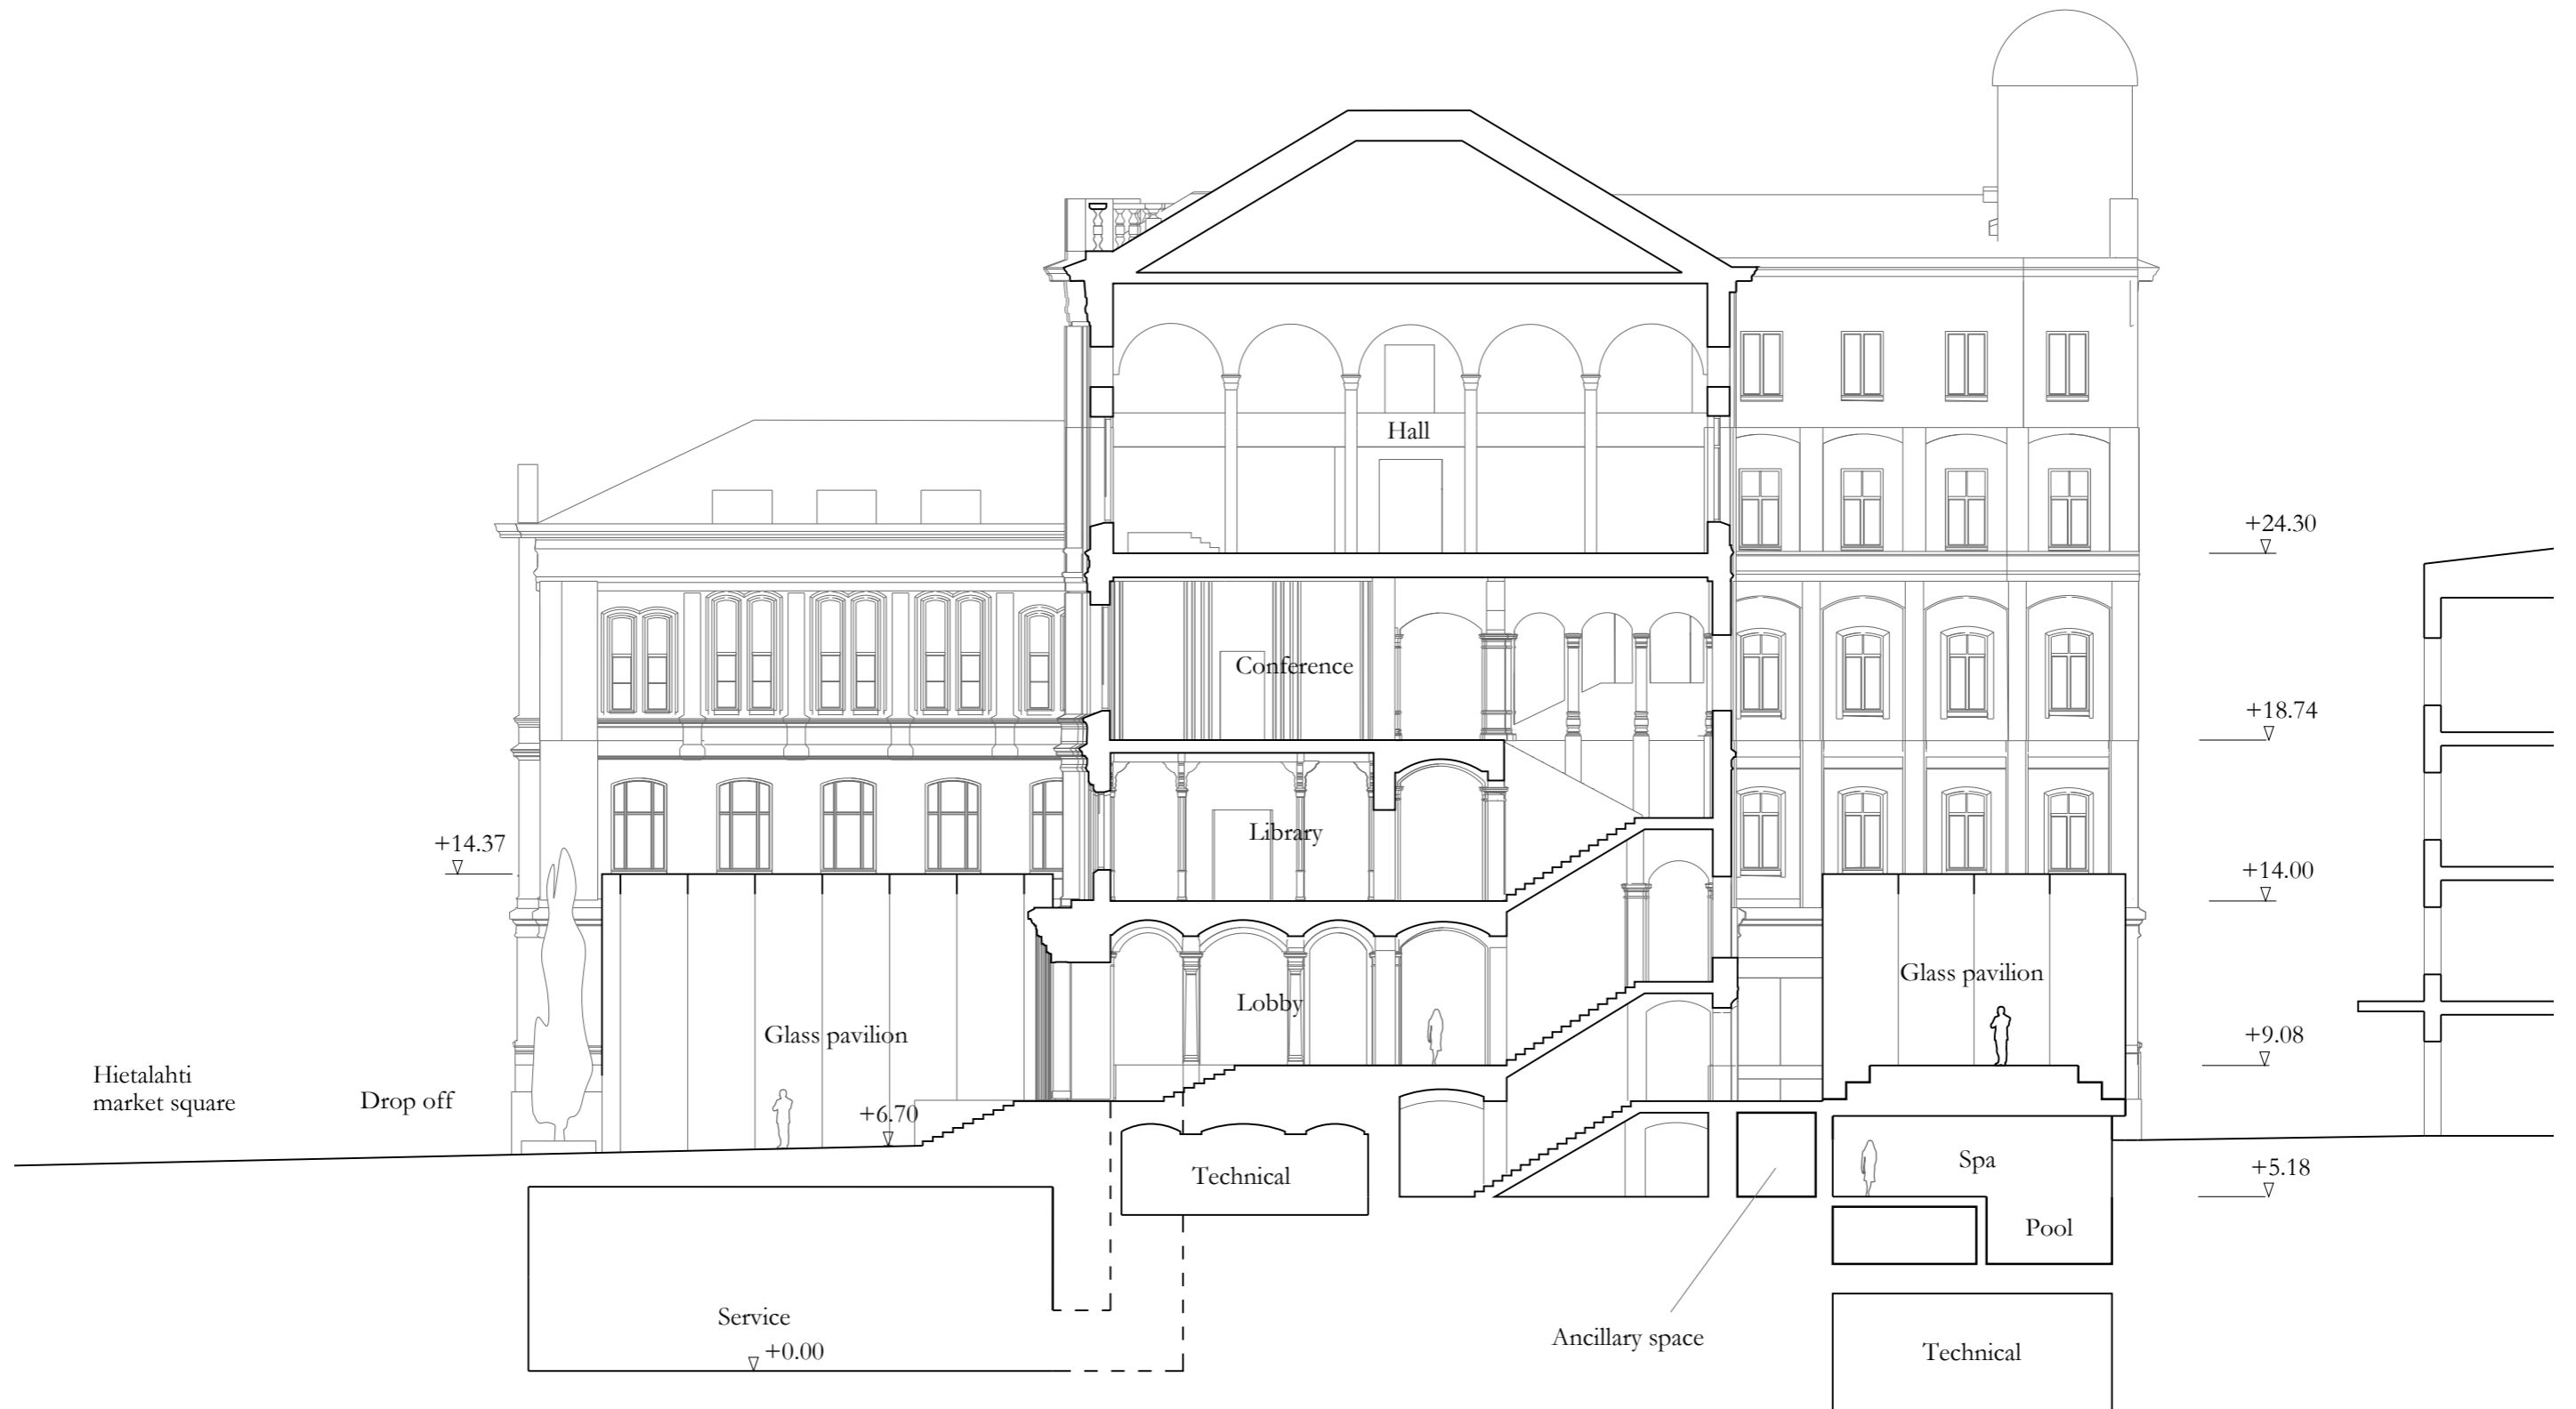 Hall
+24.30
Conference
+18.74
Library
+14.37
+14.00
Glass pavilion
Lobby
Glass pavilion
+9.08
Hietalahti
market square
Drop off
+6.70
Technical
Spa
+5.18
Pool
Service
+0.00
Ancillary space
Technical